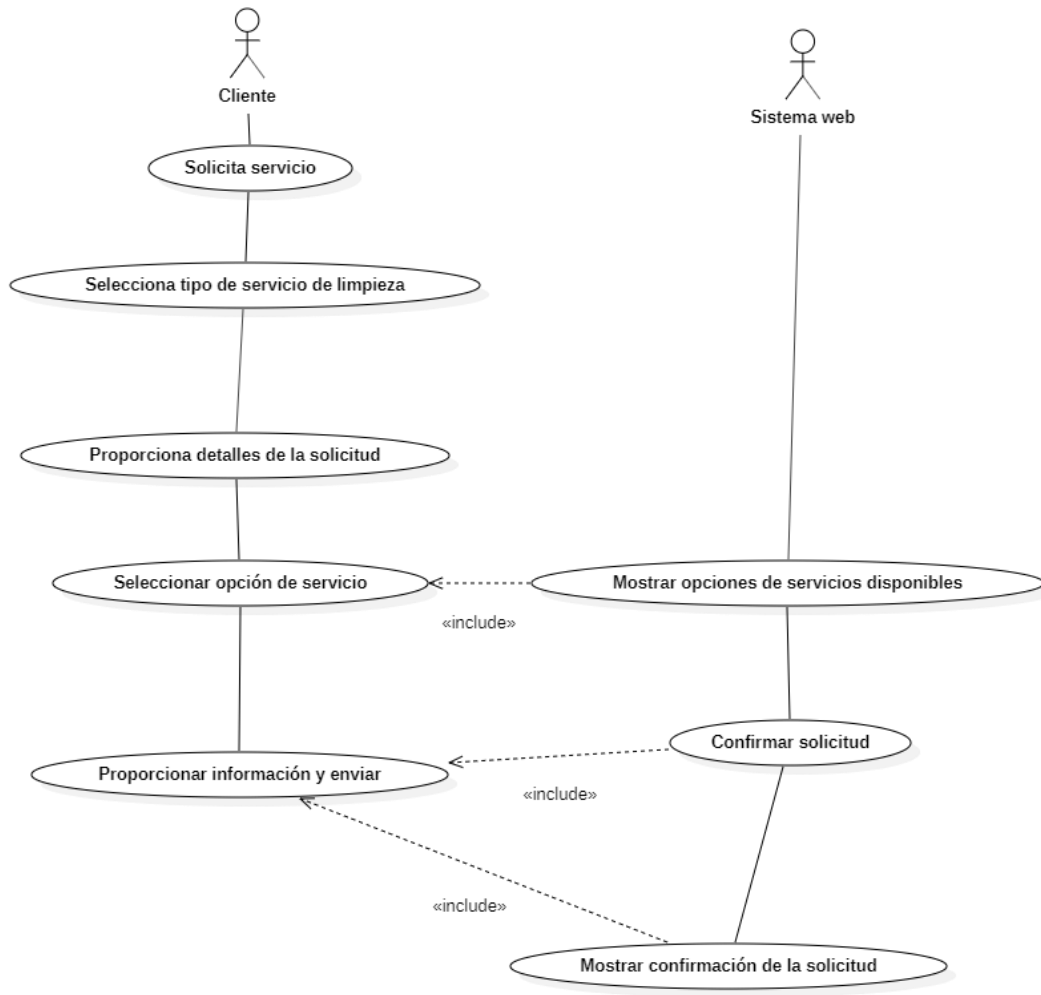 Cliente
Sistema web
Solicita servicio
Selecciona tipo de servicio de limpieza
Proporciona detalles de la solicitud
Seleccionar opción de servicio
Mostrar opciones de servicios disponibles
«include»
Confirmar solicitud
Proporcionar información y enviar
«include»
«include»
Mostrar confirmación de la solicitud